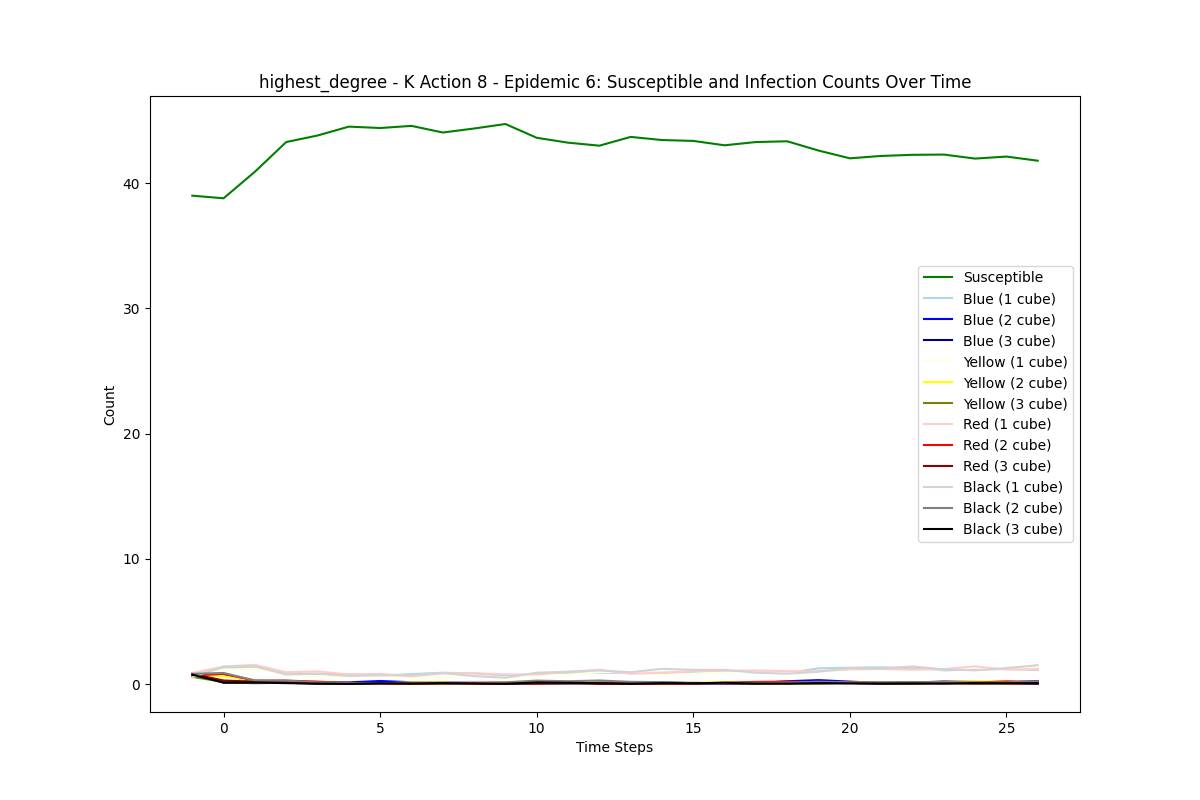 highest_degree - K Action 8 - Epidemic 6: Susceptible and Infection Counts Over Time
Count
40
30
20
10
0
Susceptible
Blue (1 cube)
Blue (2 cube)
Blue (3 cube)
Yellow (1 cube)
Yellow (2 cube)
Yellow (3 cube)
Red (1 cube)
Red (2 cube)
Red (3 cube)
Black (1 cube)
Black (2 cube)
Black (3 cube)
0 5 10 15 20 25
Time Steps